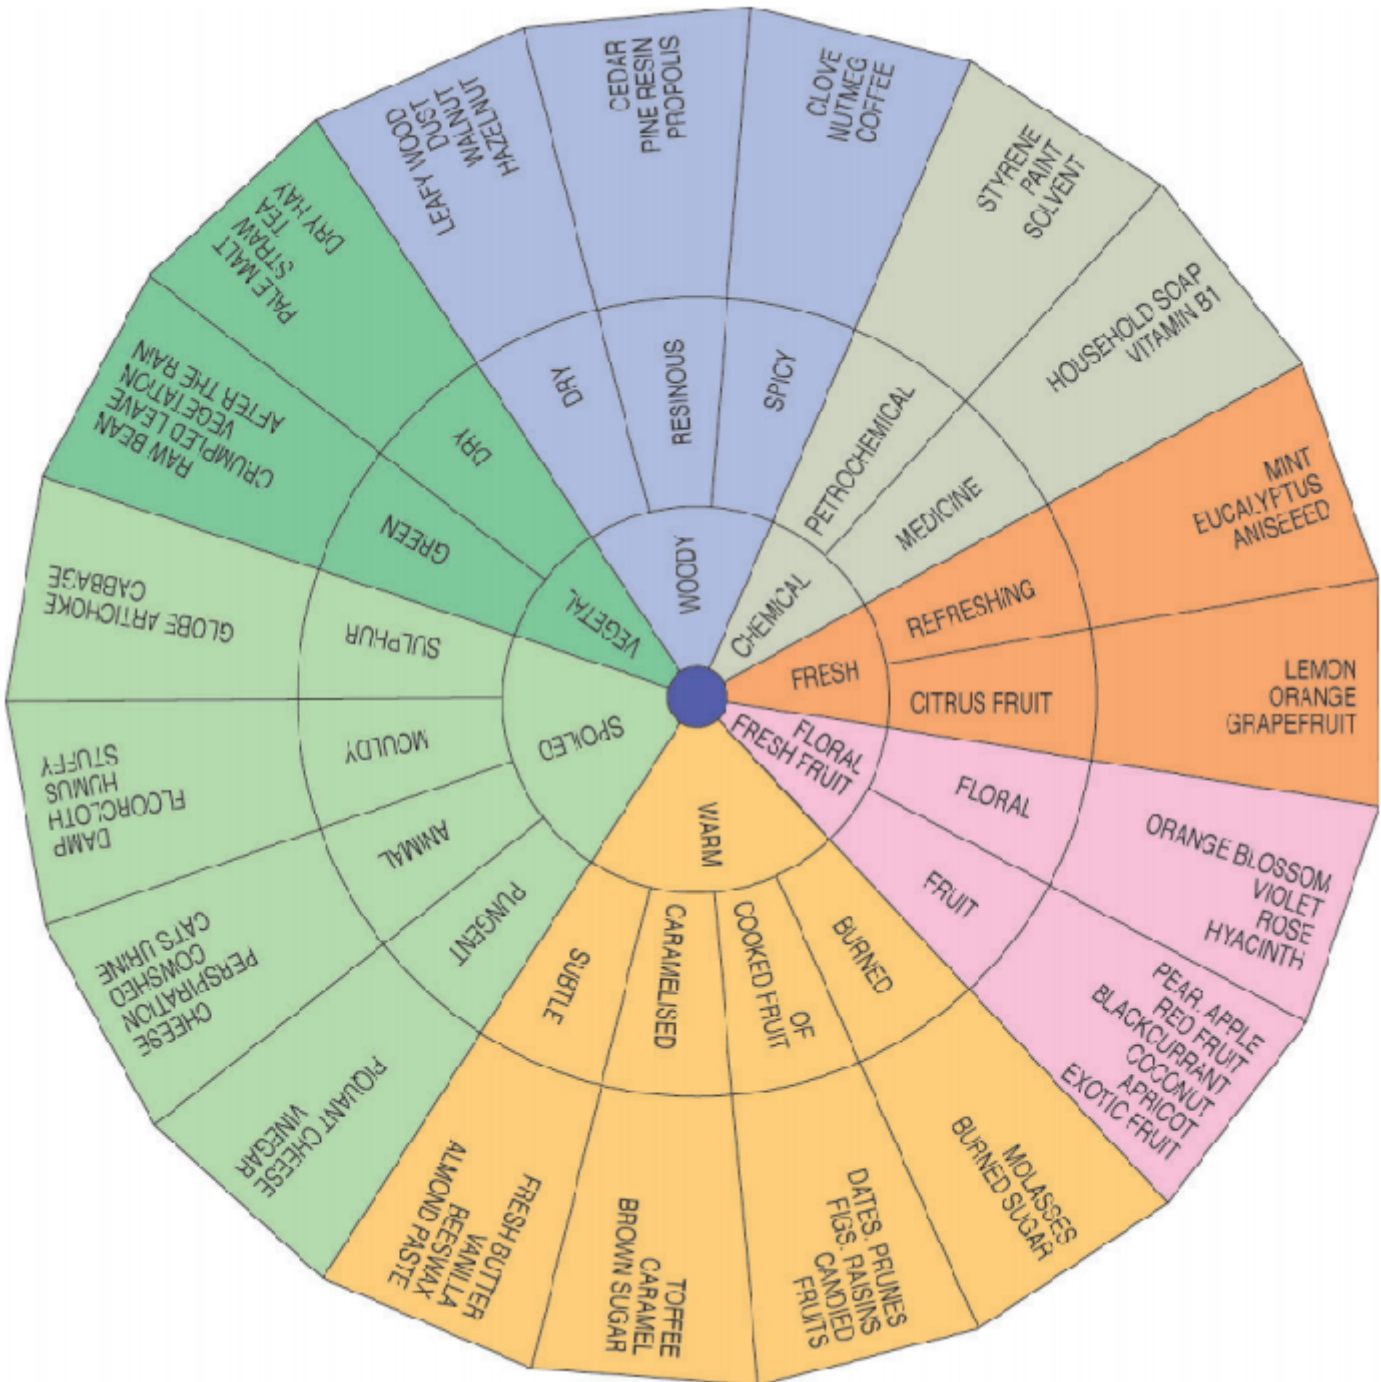 WOODY
DRY
LEAFY WOOD
DUST
WALNUT
HAZELNUT
RESINOUS
CEDAR
PINE RESIN
PROPOLIS
SPICY
CLOVE
NUTMEG
COFFEE
CHEMICAL
PETROCHEMICAL
STYRENE
PAINT
SOLVENT
MEDICINE
HOUSEHOLD SOAP
VITAMIN B1
FRESH
REFRESHING
MINT
EUCALYPTUS
ANISEEED
CITRUS FRUIT
LEMON
ORANGE
GRAPEFRUIT
FLORAL
FRESH FRUIT
FLORAL
ORANGE BLOSSOM
VIOLET
ROSE
HYACINTH
FRUIT
PEAR. APPLE
RED FRUIT
BLACKCURRANT
COCONUT
APRICOT
EXOTIC FRUIT
WARM
BURNED
MOLASSES
BURNED SUGAR
OF
COOKED FRUIT
DATES. PRUNES
FIGS. RAISINS
CANDIED
FRUITS
CARAMELISED
TOFFEE
CARAMEL
BROWN SUGAR
SUBTLE
FRESH BUTTER
VANILLA
BEESWAX
ALMOND PASTE
SPOILED
PUNGENT
PIQUANT CHEESE
VINEGAR
ANIMAL
CHEESE
PERSPIRATION
COWSHED
CATS URINE
MOULDY
DAMP
FLOORCLOTH
HUMUS
STUFFY
SULPHUR
GLOBE ARTICHOKE
CABBAGE
VEGETAL
GREEN
RAW BEAN
CRUMPLED LEAVE
VEGETATION
AFTER THE RAIN
DRY
PALE MALT
STRAW
TEA
DRY HAY